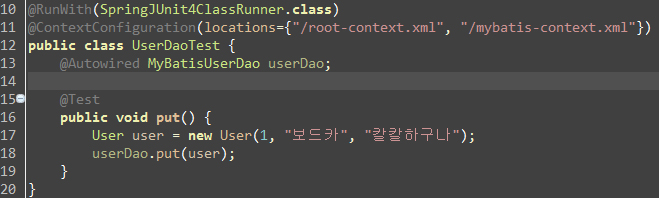 10 @RunWith(SpringJUnit4ClassRunner.class)
11 @ContextConfiguration(locations={"/root-context.xml", "/mybatis-context.xml"})
12 public class UserDaoTest {
13     @Autowired MyBatisUserDao userDao;
14
15     @Test
16     public void put() {
17         User user = new User(1, "보드카", "칼칼하구나");
18         userDao.put(user);
19     }
20 }